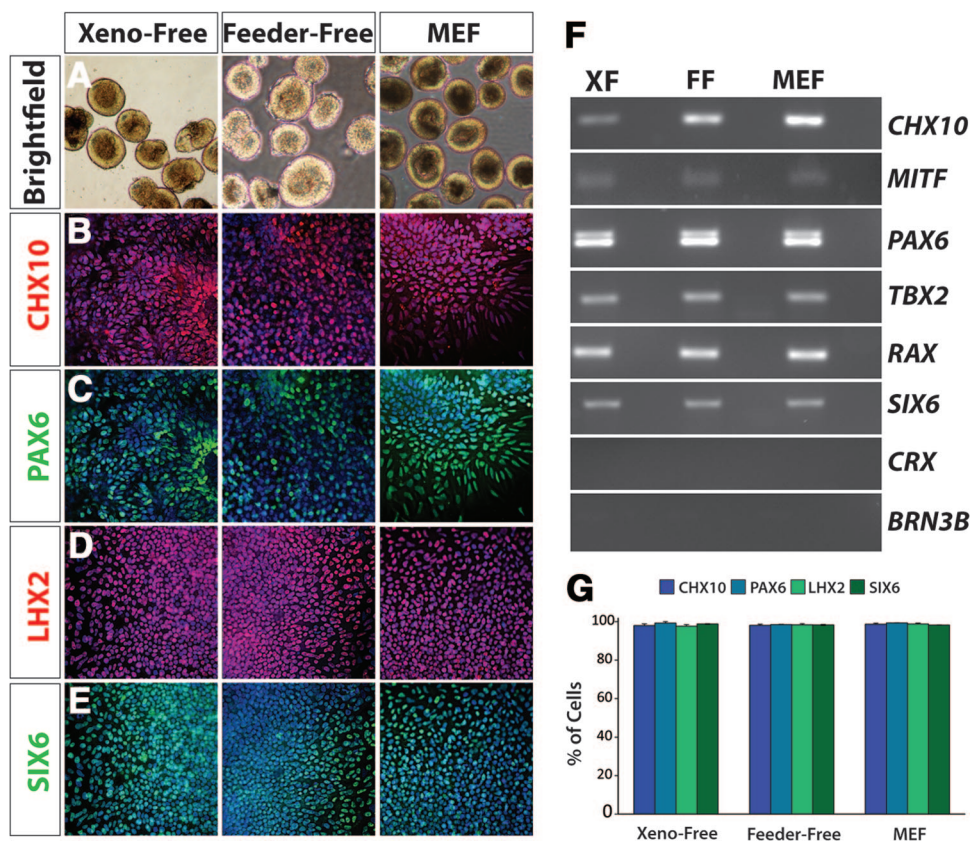 Xeno-Free Feeder-Free MEF
Brightfield
A
CHX10
B
PAX6
C
LHX2
D
SIX6
E
F
XF FF MEF
CHX10
MITF
PAX6
TBX2
RAX
SIX6
CRX
BRN3B
G
CHX10 PAX6 LHX2 SIX6
% of Cells
100
80
60
40
20
0
Xeno-Free Feeder-Free MEF